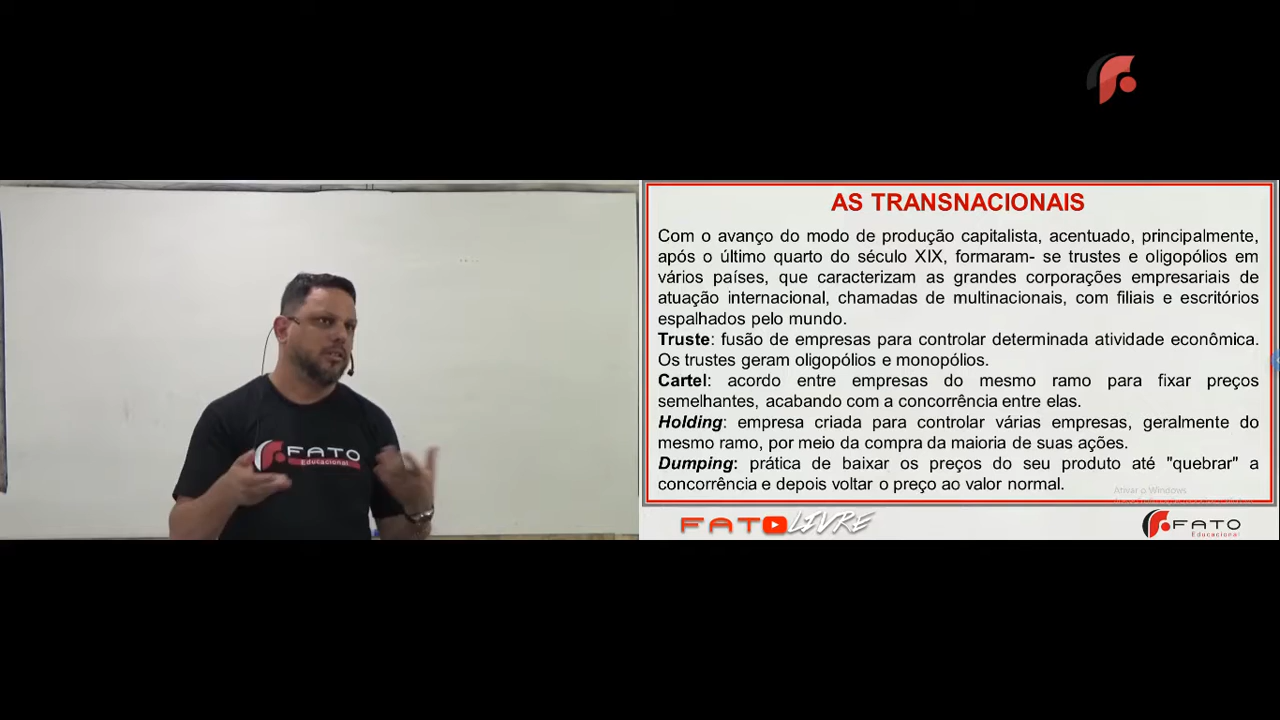 AS TRANSNACIONAIS
Com o avanço do modo de produção capitalista, acentuado, principalmente,
após o último quarto do século XIX, formaram- se trustes e oligopólios em
vários países, que caracterizam as grandes corporações empresariais de
atuação internacional, chamadas de multinacionais, com filiais e escritórios
espalhados pelo mundo.
Truste: fusão de empresas para controlar determinada atividade econômica.
Os trustes geram oligopólios e monopólios.
Cartel: acordo entre empresas do mesmo ramo para fixar preços
semelhantes, acabando com a concorrência entre elas.
Holding: empresa criada para controlar várias empresas, geralmente do
mesmo ramo, por meio da compra da maioria de suas ações.
Dumping: prática de baixar os preços do seu produto até "quebrar" a
concorrência e depois voltar o preço ao valor normal.
Ativar o Windows
FATO LIVRE
FATO
Educacional
FATO
Educacional